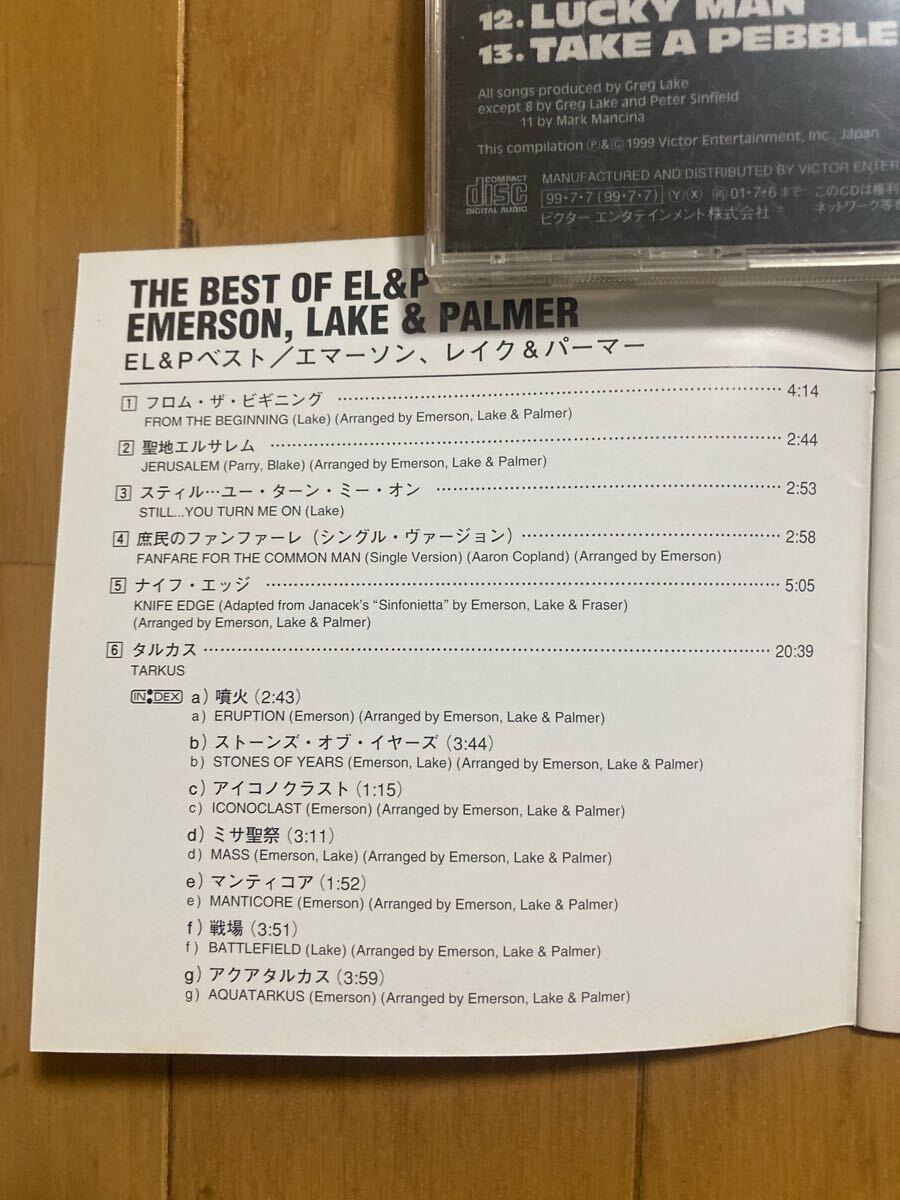 12. LUCKY MAN
13. TAKE A PEBBLE
All songs produced by Greg Lake
except 8 by Greg Lake and Peter Sinfield
11 by Mark Mancina
This compilation Ⓟ&Ⓒ1999 Victor Entertainment, Inc., Japan
COMPACT
disc
DIGITAL AUDIO
MANUFACTURED AND DISTRIBUTED BY VICTOR ENTER
99・7・7 (99・7・7) Ⓨ Ⓧ 01・7・6まで このCDは権利
ビクター エンタテインメント株式会社 ネットワーク等
THE BEST OF EL&P
EMERSON, LAKE & PALMER
EL&Pベスト/エマーソン、レイク&パーマー
1 フロム・ザ・ビギニング 4:14
FROM THE BEGINNING (Lake) (Arranged by Emerson, Lake & Palmer)
2 聖地エルサレム 2:44
JERUSALEM (Parry, Blake) (Arranged by Emerson, Lake & Palmer)
3 スティル…ユー・ターン・ミー・オン 2:53
STILL...YOU TURN ME ON (Lake)
4 庶民のファンファーレ(シングル・ヴァージョン) 2:58
FANFARE FOR THE COMMON MAN (Single Version) (Aaron Copland) (Arranged by Emerson)
5 ナイフ・エッジ 5:05
KNIFE EDGE (Adapted from Janacek's “Sinfonietta” by Emerson, Lake & Fraser)
(Arranged by Emerson, Lake & Palmer)
6 タルカス 20:39
TARKUS
INDEX a) 噴火 (2:43)
a) ERUPTION (Emerson) (Arranged by Emerson, Lake & Palmer)
b) ストーンズ・オブ・イヤーズ (3:44)
b) STONES OF YEARS (Emerson, Lake) (Arranged by Emerson, Lake & Palmer)
c) アイコノクラスト (1:15)
c) ICONOCLAST (Emerson) (Arranged by Emerson, Lake & Palmer)
d) ミサ聖祭 (3:11)
d) MASS (Emerson, Lake) (Arranged by Emerson, Lake & Palmer)
e) マンティコア (1:52)
e) MANTICORE (Emerson) (Arranged by Emerson, Lake & Palmer)
f) 戦場 (3:51)
f) BATTLEFIELD (Lake) (Arranged by Emerson, Lake & Palmer)
g) アクアタルカス (3:59)
g) AQUATARKUS (Emerson) (Arranged by Emerson, Lake & Palmer)